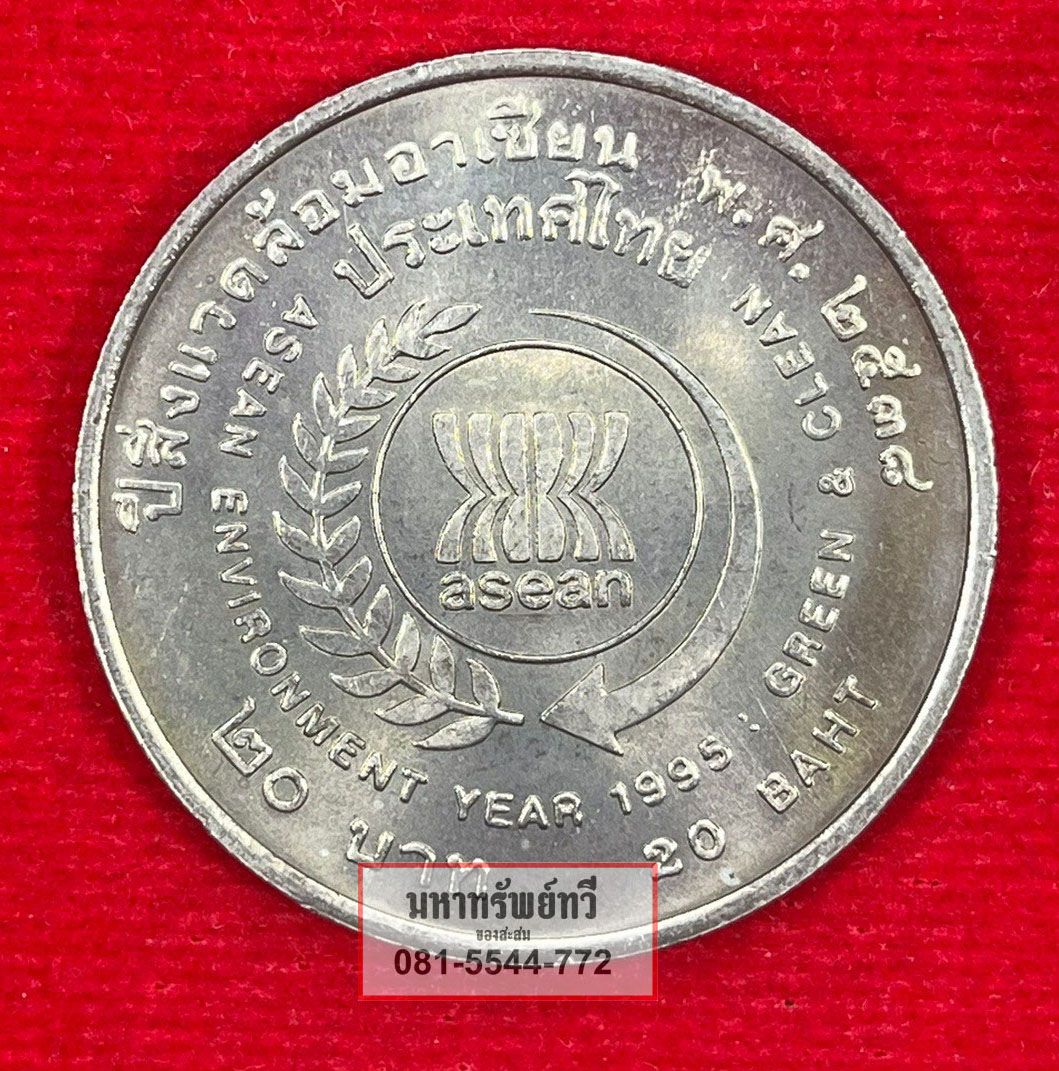 ปีสิ่งแวดล้อมอาเซียน พ.ศ. ๒๕๓๘
ประเทศไทย
ASEAN ENVIRONMENT YEAR 1995 : GREEN & CLEAN
asean
๒๐ บาท 20 BAHT
มหาทรัพย์ทวี
ของสะสม
081-5544-772